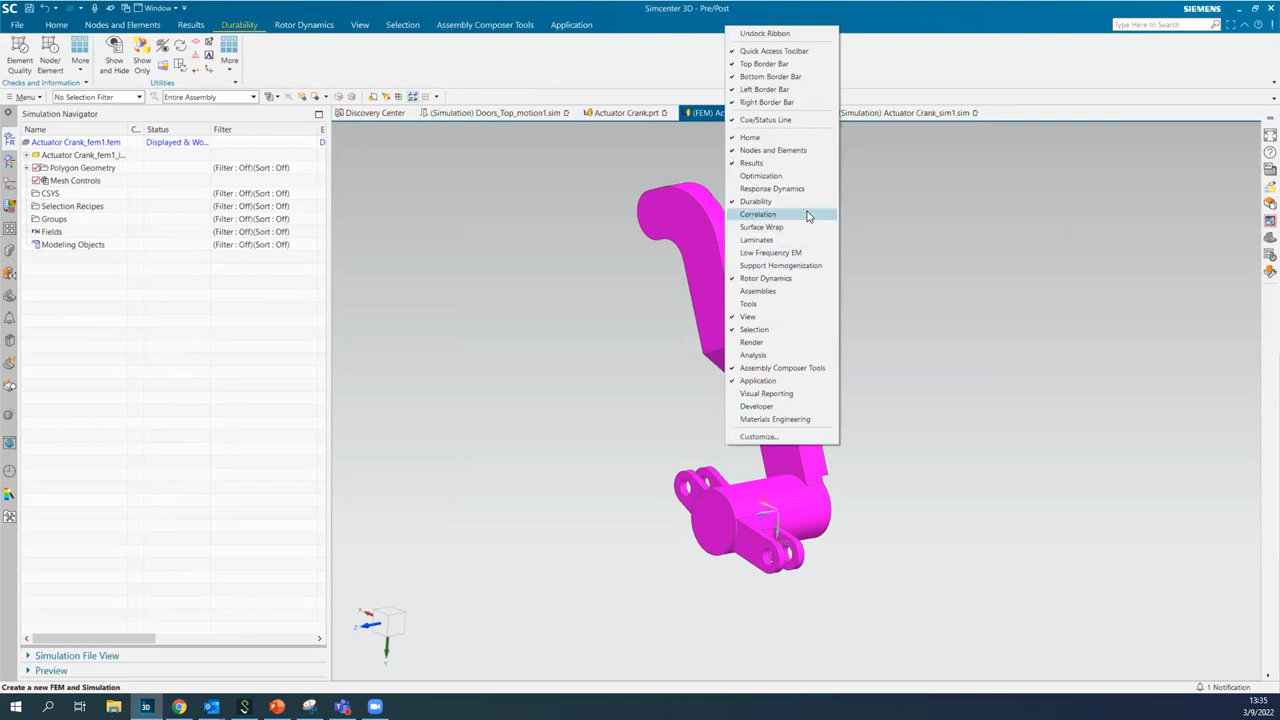 SC
Window
Simcenter 3D - Pre/Post
SIEMENS
File Home Nodes and Elements Results Durability Rotor Dynamics View Selection Assembly Composer Tools Application
Type Here to Search
Element Quality
Node/ Element
More
Show and Hide
Show Only
More
Checks and Information
Utilities
Menu
No Selection Filter
Entire Assembly
Simulation Navigator
Discovery Center
(Simulation) Doors_Top_motion1.sim
Actuator Crank.prt
(FEM) Ac
(Simulation) Actuator Crank_sim1.sim
Name C.. Status Filter E
Actuator Crank_fem1.fem Displayed & Wo... D
Actuator Crank_fem1_i...
Polygon Geometry (Filter : Off)(Sort : Off)
Mesh Controls
CSYS (Filter : Off)(Sort : Off)
Selection Recipes (Filter : Off)(Sort : Off)
Groups (Filter : Off)(Sort : Off)
Fields (Filter : Off)(Sort : Off)
Modeling Objects (Filter : Off)(Sort : Off)
Undock Ribbon
Quick Access Toolbar
Top Border Bar
Bottom Border Bar
Left Border Bar
Right Border Bar
Cue/Status Line
Home
Nodes and Elements
Results
Optimization
Response Dynamics
Durability
Correlation
Surface Wrap
Laminates
Low Frequency EM
Support Homogenization
Rotor Dynamics
Assemblies
Tools
View
Selection
Render
Analysis
Assembly Composer Tools
Application
Visual Reporting
Developer
Materials Engineering
Customize...
X
Z
Y
Simulation File View
Preview
Create a new FEM and Simulation
1 Notification
3D
13:35
3/9/2022